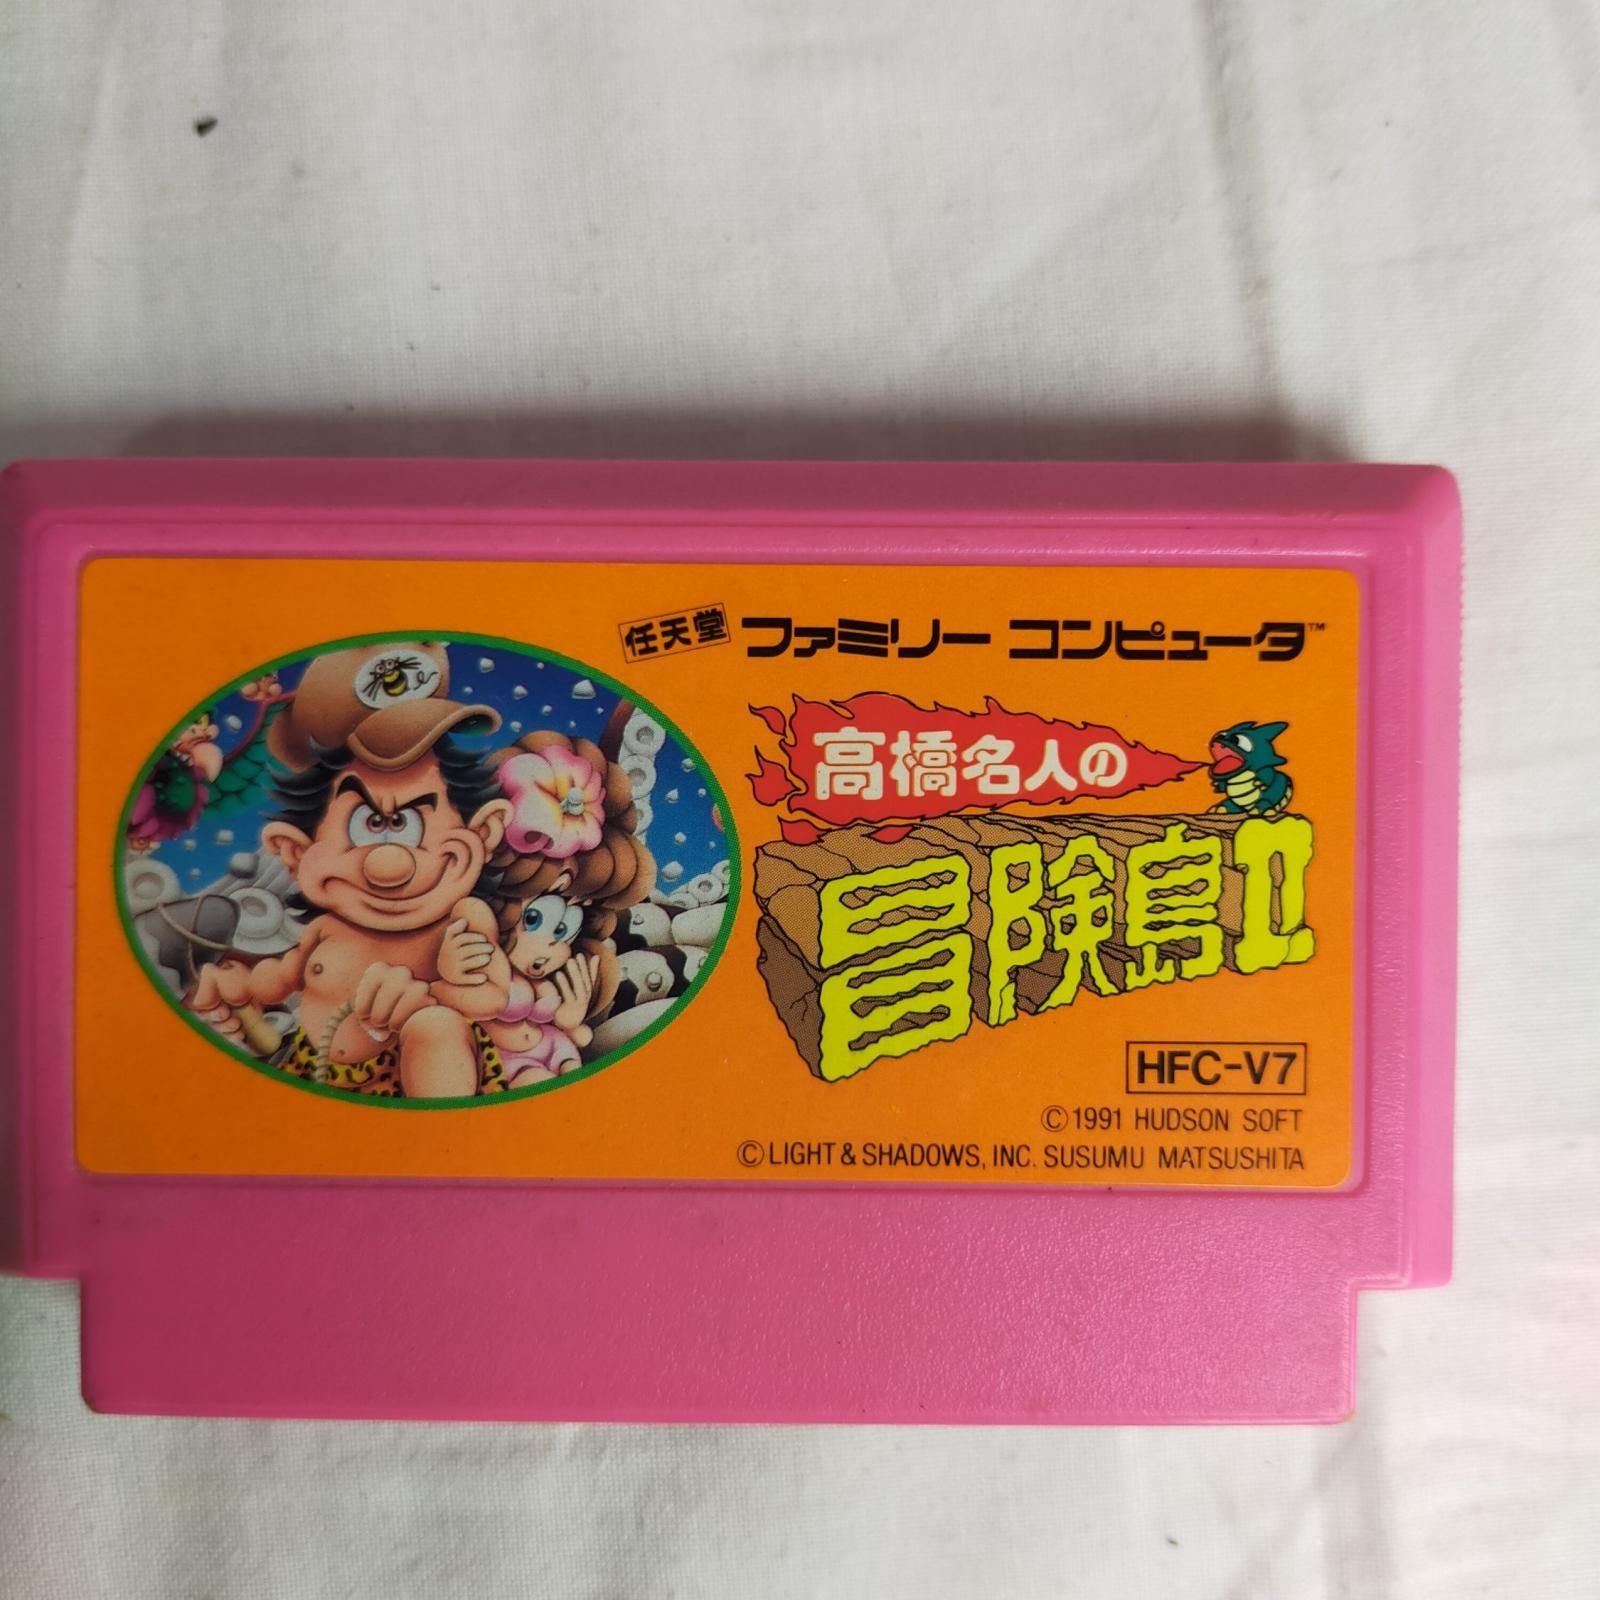 任天堂 ファミリー コンピュータ™
高橋名人の
冒険島II
HFC-V7
©1991 HUDSON SOFT
©LIGHT & SHADOWS, INC. SUSUMU MATSUSHITA